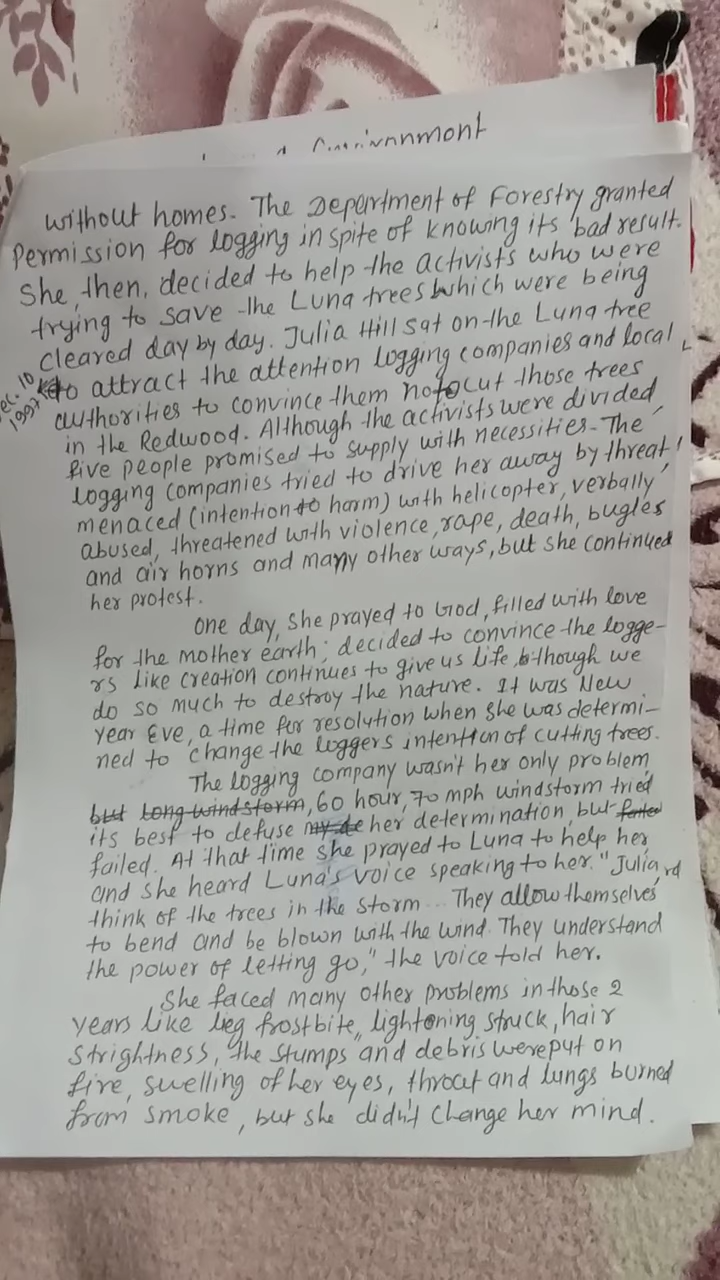 without homes. The Department of Forestry granted
Permission for logging inspite of knowing its bad result.
She, then, decided to help the activists who were
trying to save the Luna trees which were being
cleared day by day. Julia Hill sat on the Luna tree
Dec. 10
1997
to attract the attention logging companies and local
authorities to convince them not to cut those trees
in the Redwood. Although the activists were divided,
five people promised to supply with necessities. The
logging companies tried to drive her away by threat,
menaced (intention to harm) with helicopter, verbally
abused, threatened with violence, rape, death, bugles
and air horns and many other ways, but she continued
her protest.
One day, she prayed to God, filled with love
for the mother earth; decided to convince the logge-
rs like creation continues to give us life, though we
do so much to destroy the nature. It was New
Year Eve, a time for resolution when she was determi-
ned to change the loggers intention of cutting trees.
The logging company wasn't her only problem,
but Long windstorm, 60 hour, 70 mph windstorm tried
its best to defuse her determination, but failed
failed. At that time she prayed to Luna to help her
and she heard Luna's voice speaking to her. "Julia,
think of the trees in the storm... They allow themselves
to bend and be blown with the wind. They understand
the power of letting go," the voice told her.
She faced many other problems in those 2
years like leg frostbite, lightening struck, hair
strightness, the stumps and debris were put on
fire, swelling of her eyes, throat and lungs burned
from smoke, but she didn't change her mind.